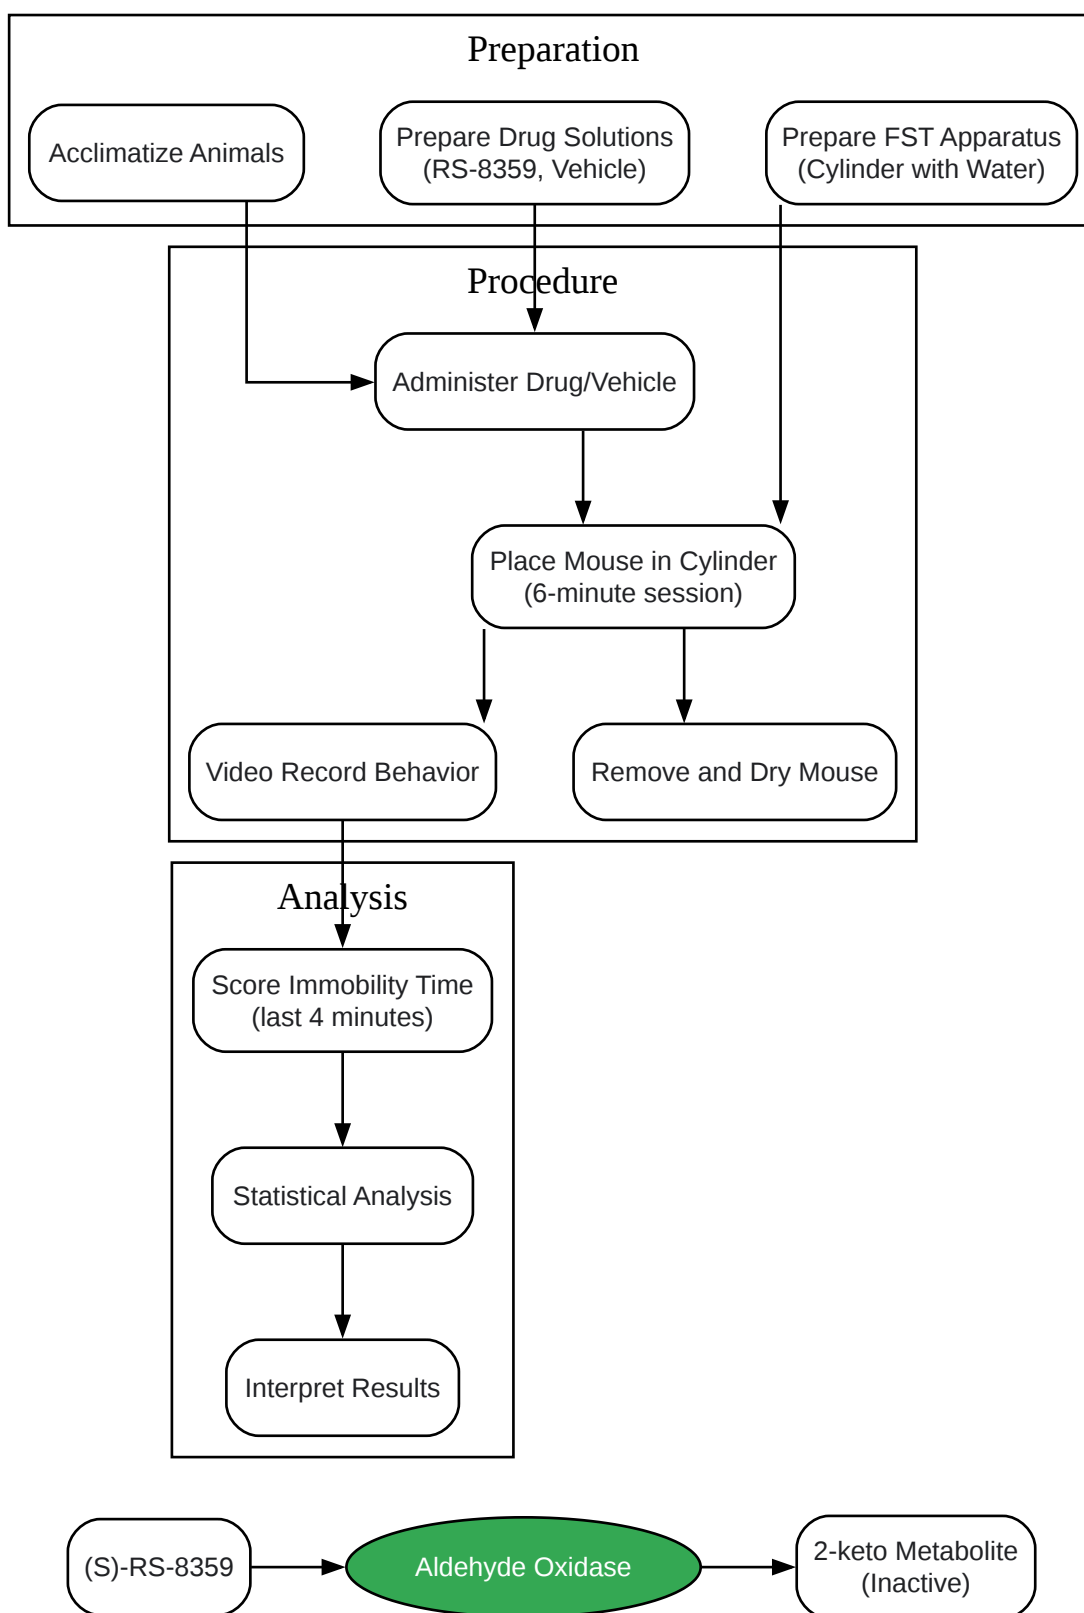 Preparation
Acclimatize Animals
Prepare Drug Solutions
(RS-8359, Vehicle)
Prepare FST Apparatus
(Cylinder with Water)
Procedure
Administer Drug/Vehicle
Place Mouse in Cylinder
(6-minute session)
Video Record Behavior
Remove and Dry Mouse
Analysis
Score Immobility Time
(last 4 minutes)
Statistical Analysis
Interpret Results
(S)-RS-8359
Aldehyde Oxidase
2-keto Metabolite
(Inactive)